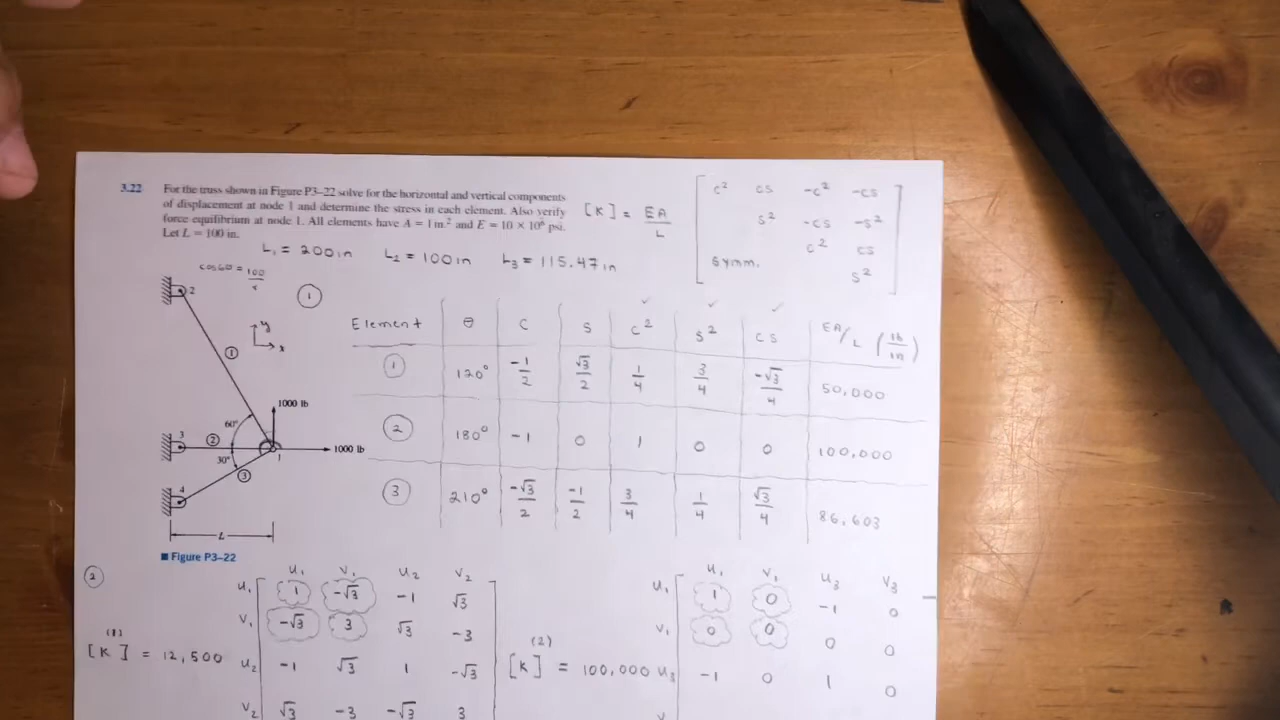 3.22 For the truss shown in Figure P3–22 solve for the horizontal and vertical components
of displacement at node 1 and determine the stress in each element. Also verify
force equilibrium at node 1. All elements have A = 1 in.² and E = 10 × 10⁶ psi.
Let L = 100 in.
[K] = EA/L
c² cs -c² -cs
s² -cs -s²
c² cs
symm. s²
L₁ = 200in L₂ = 100in L₃ = 115.47in
cos60 = 100/
1
2
y
x
1
1000 lb
60°
3
2
1
1000 lb
30°
3
4
L
Figure P3–22
Element θ C S C² S² CS EA/L (lb/in)
1 120° -1/2 √3/2 1/4 3/4 -√3/4 50,000
2 180° -1 0 1 0 0 100,000
3 210° -√3/2 -1/2 3/4 1/4 √3/4 86,603
2
u₁ v₁ u₂ v₂
u₁ 1 -√3 -1 √3
v₁ -√3 3 √3 -3
[K](1) = 12,500 u₂ -1 √3 1 -√3
v₂ √3 -3 -√3 3
u₁ v₁ u₃ v₃
u₁ 1 0 -1 0
v₁ 0 0 0 0
[K](2) = 100,000 u₃ -1 0 1 0
v